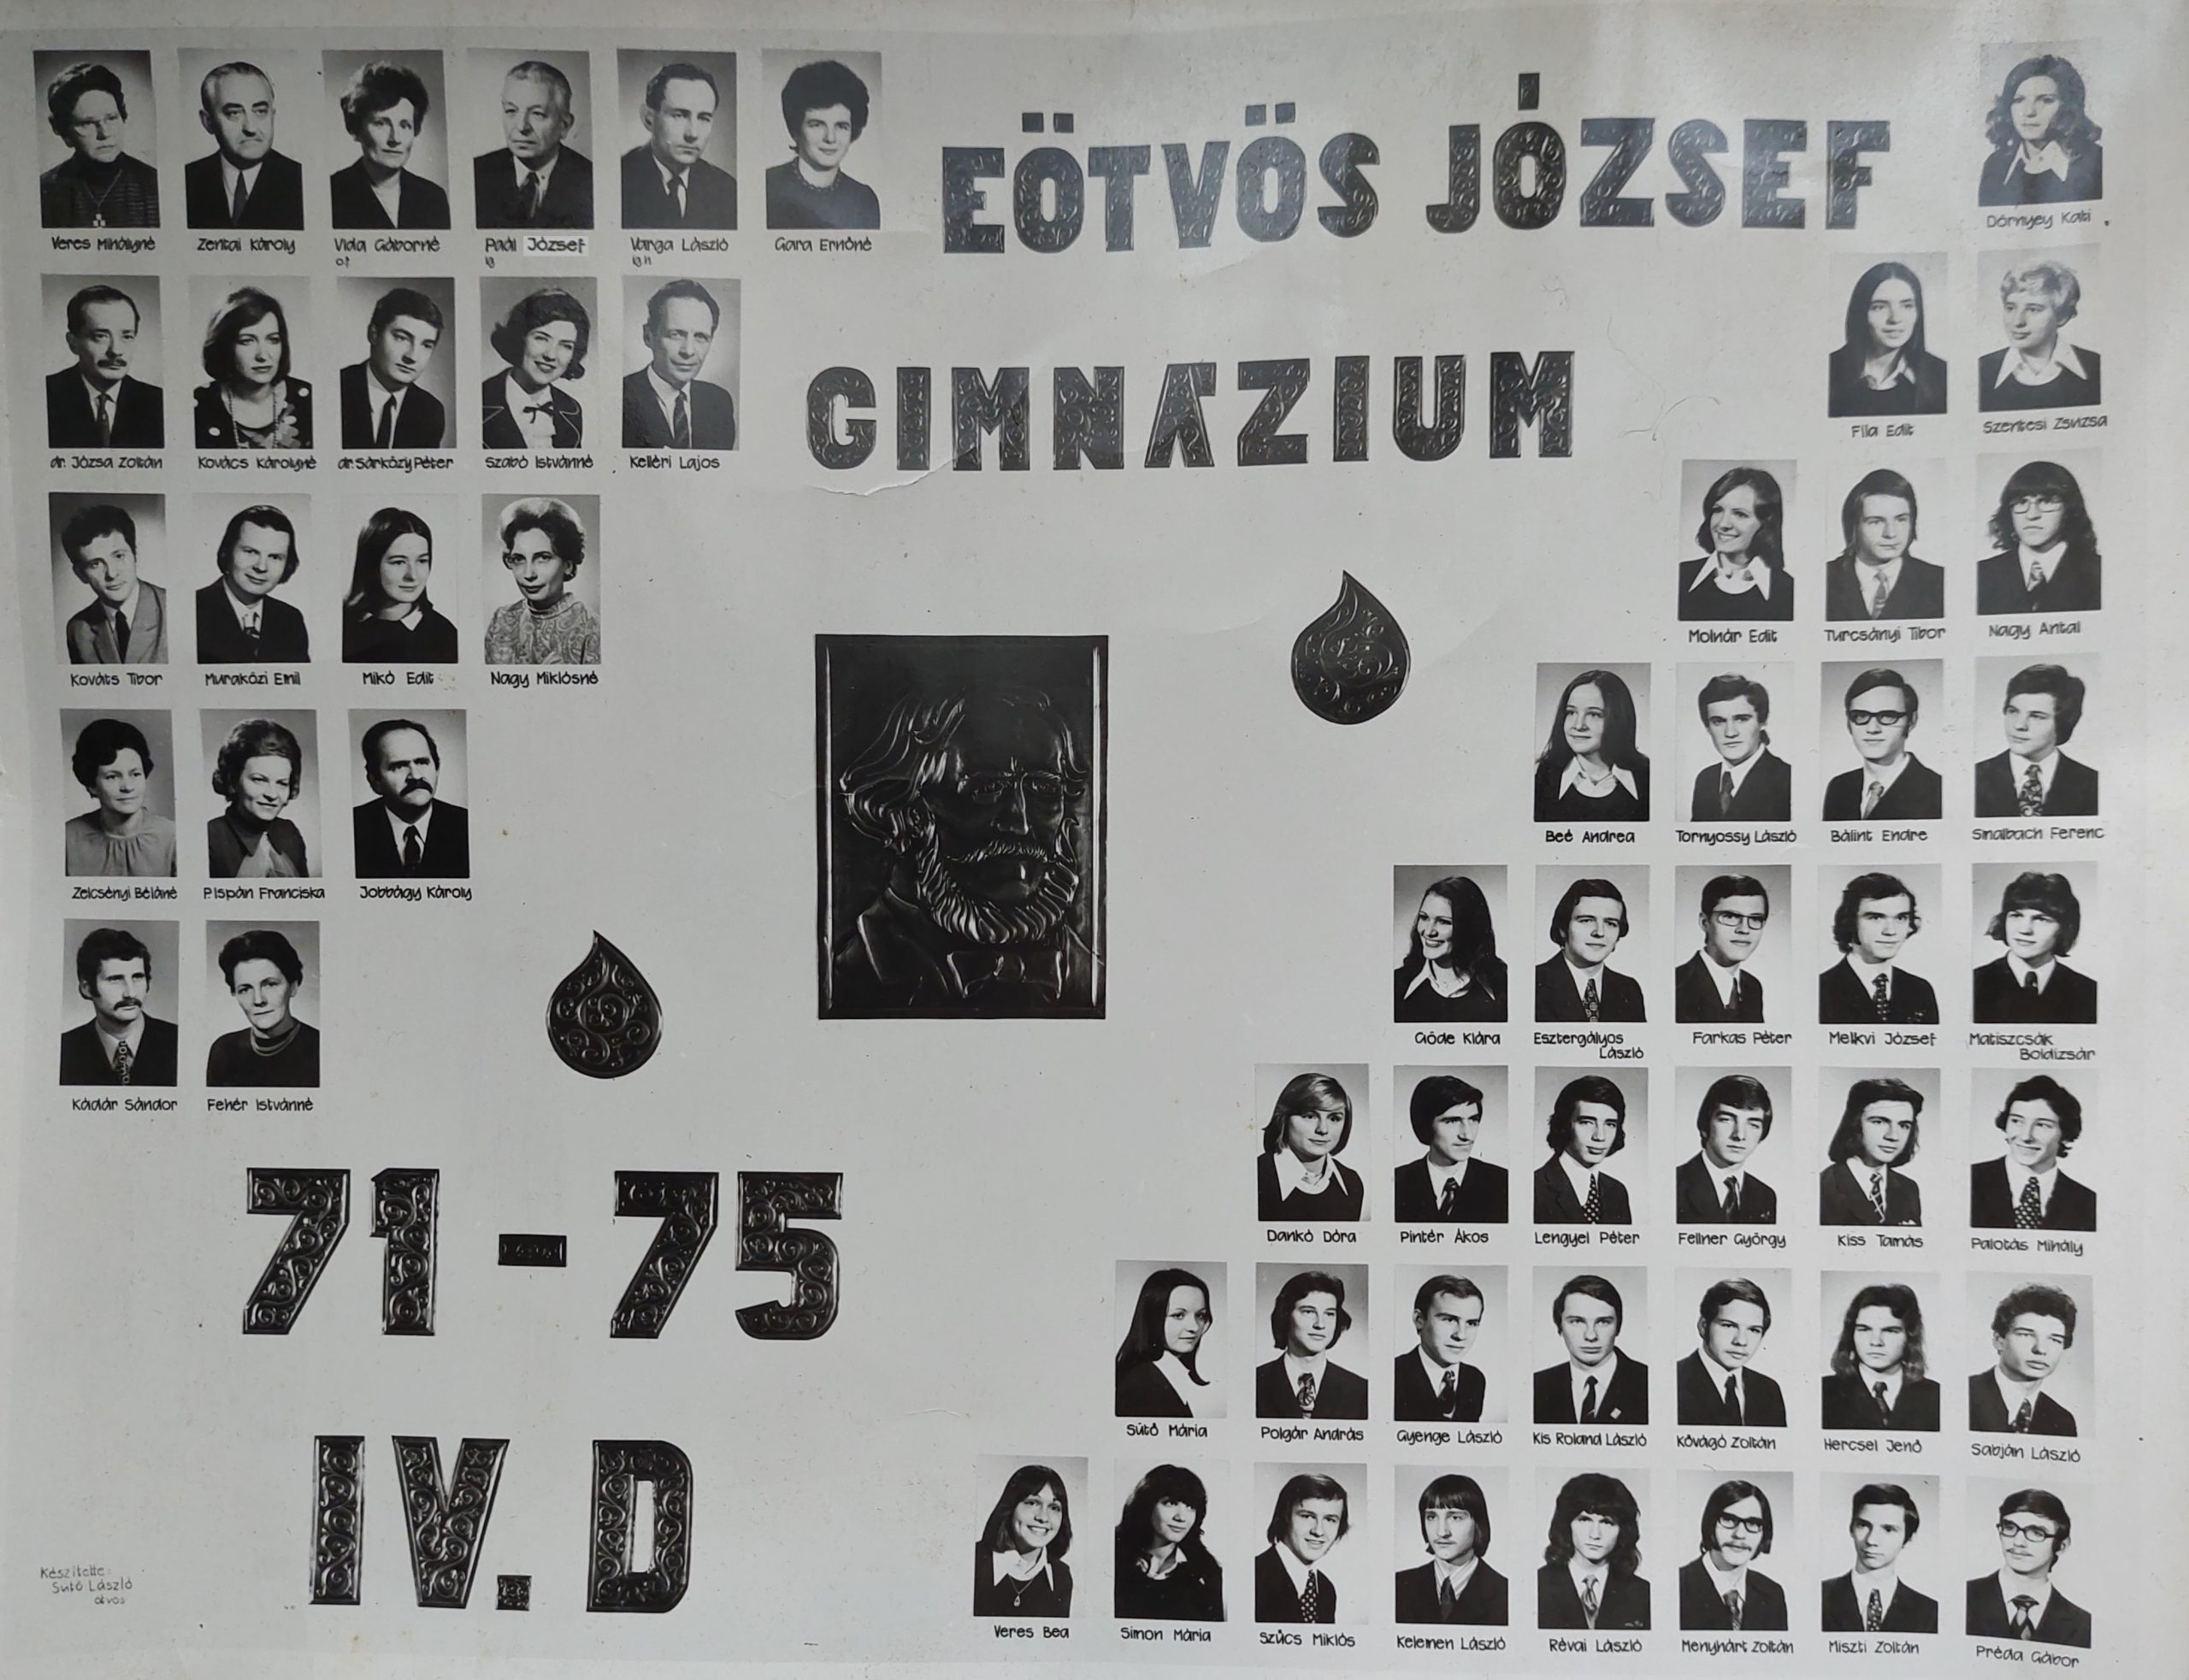 EÖTVÖS JÓZSEF
GIMNÁZIUM
Veres Mihályné
Zentai Károly
Vida Gáborné
of
Paál József
ig
Varga László
ig h
Gara Ernőné
dr. Józsa Zoltán
Kovács Károlyné
dr. Sárközy Péter
Szabó Istvánné
Kelléri Lajos
Kováts Tibor
Muraközi Emil
Mikó Edit
Nagy Miklósné
Zelcsényi Béláné
P. Ispán Franciska
Jobbágy Károly
Kádár Sándor
Fehér Istvánné
71-75
IV. D
Készítette:
Sütő László
ötvös
Dörnyey Kati
Fila Edit
Szentesi Zsuzsa
Molnár Edit
Turcsányi Tibor
Nagy Antal
Beé Andrea
Tornyossy László
Bálint Endre
Smalbach Ferenc
Góde Klára
Esztergályos
László
Farkas Péter
Melkvi József
Matiszcsák
Boldizsár
Dankó Dóra
Pintér Ákos
Lengyel Péter
Fellner György
Kiss Tamás
Palotás Mihály
Sütő Mária
Polgár András
Gyenge László
Kis Roland László
Kővágó Zoltán
Hercsel Jenő
Sabján László
Veres Bea
Simon Mária
Szűcs Miklós
Kelemen László
Révai László
Menyhárt Zoltán
Miszti Zoltán
Préda Gábor